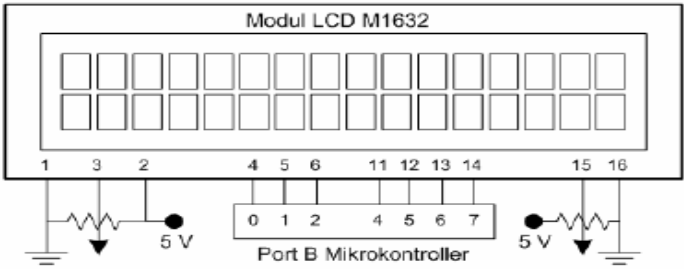 Modul LCD M1632
1 3 2 4 5 6 11 12 13 14 15 16
0 1 2 4 5 6 7
5 V 5 V
Port B Mikrokontroller